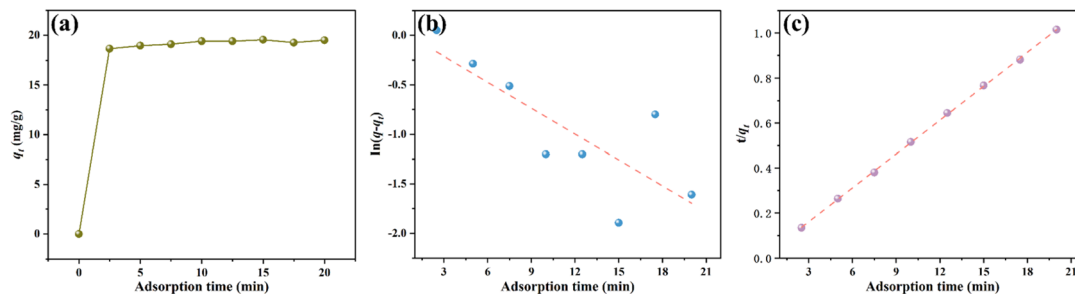 (a)
20
15
10
5
0
qt (mg/g)
0 5 10 15 20
Adsorption time (min)
(b)
0.0
-0.5
-1.0
-1.5
-2.0
ln(q-qt)
3 6 9 12 15 18 21
Adsorption time (min)
(c)
1.0
0.8
0.6
0.4
0.2
0.0
t/qt
3 6 9 12 15 18 21
Adsorption time (min)